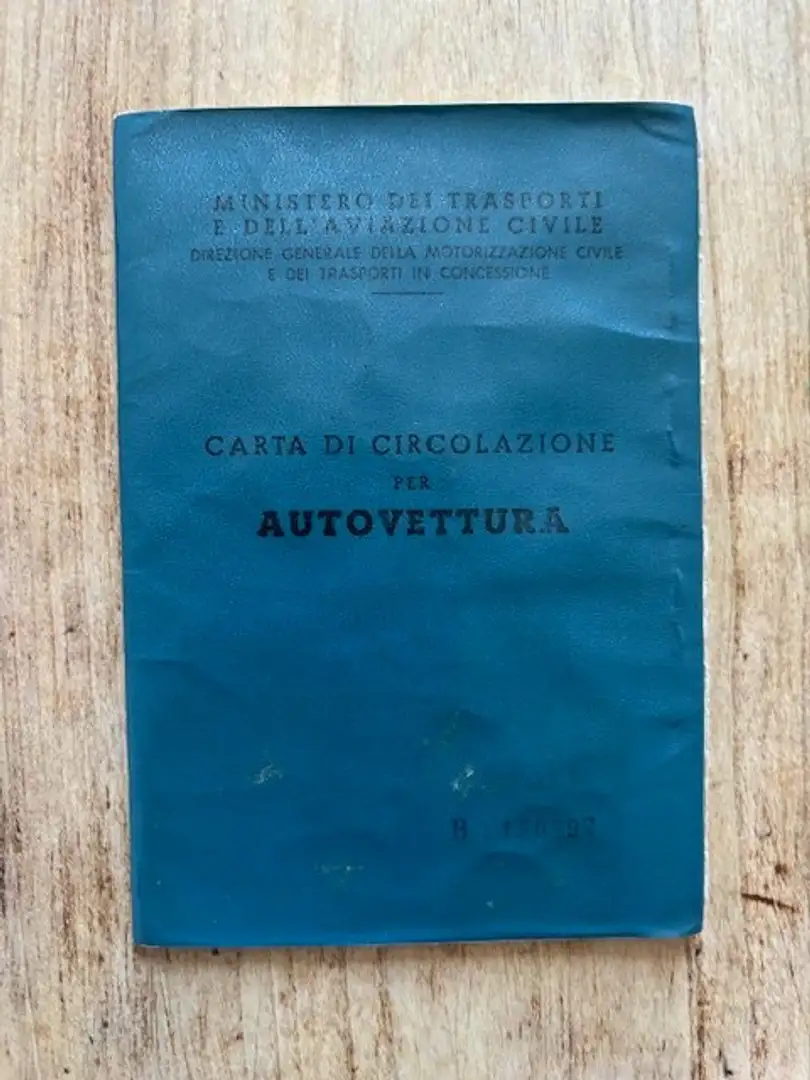 MINISTERO DEI TRASPORTI
E DELL'AVIAZIONE CIVILE
DIREZIONE GENERALE DELLA MOTORIZZAZIONE CIVILE
E DEI TRASPORTI IN CONCESSIONE
CARTA DI CIRCOLAZIONE
PER
AUTOVETTURA